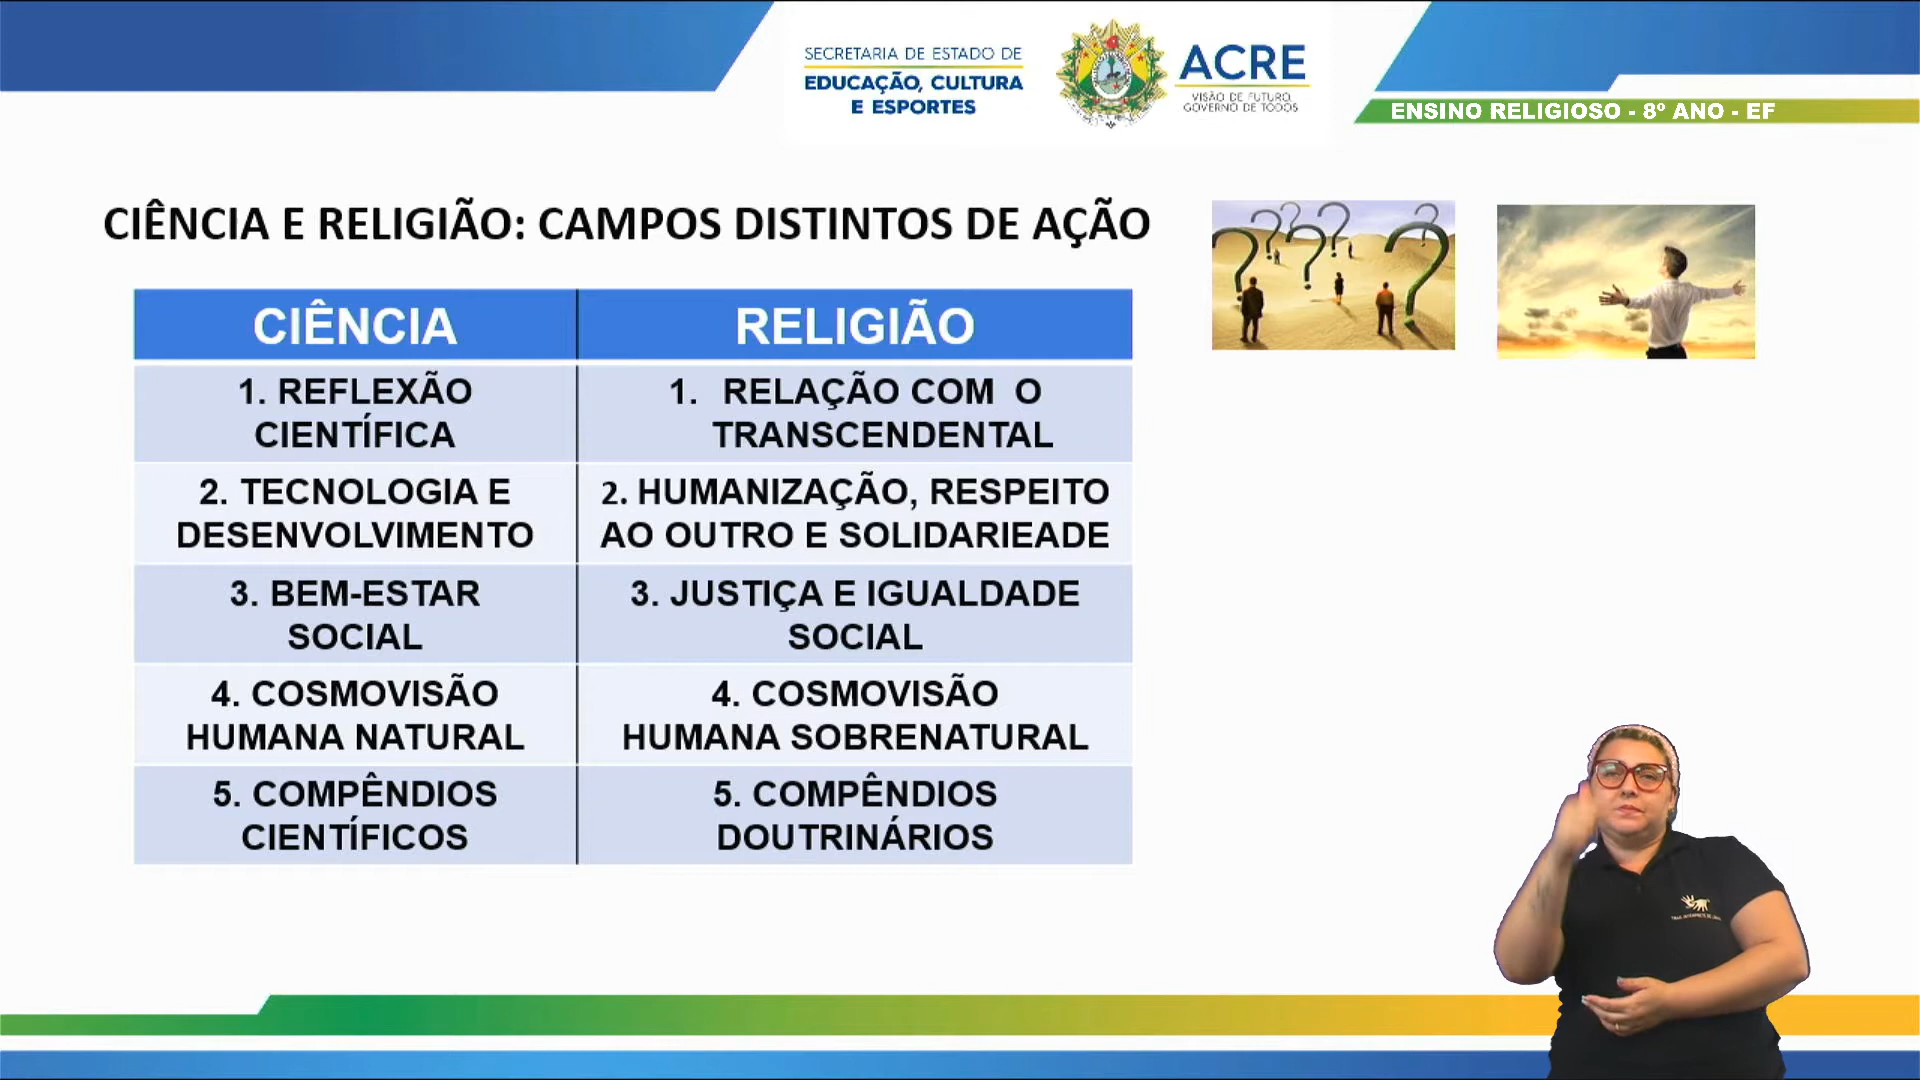 SECRETARIA DE ESTADO DE
EDUCAÇÃO, CULTURA
E ESPORTES
ACRE
VISÃO DE FUTURO,
GOVERNO DE TODOS
ENSINO RELIGIOSO - 8º ANO - EF
CIÊNCIA E RELIGIÃO: CAMPOS DISTINTOS DE AÇÃO
CIÊNCIA
RELIGIÃO
1. REFLEXÃO
CIENTÍFICA
1. RELAÇÃO COM O
TRANSCENDENTAL
2. TECNOLOGIA E
DESENVOLVIMENTO
2. HUMANIZAÇÃO, RESPEITO
AO OUTRO E SOLIDARIEADE
3. BEM-ESTAR
SOCIAL
3. JUSTIÇA E IGUALDADE
SOCIAL
4. COSMOVISÃO
HUMANA NATURAL
4. COSMOVISÃO
HUMANA SOBRENATURAL
5. COMPÊNDIOS
CIENTÍFICOS
5. COMPÊNDIOS
DOUTRINÁRIOS